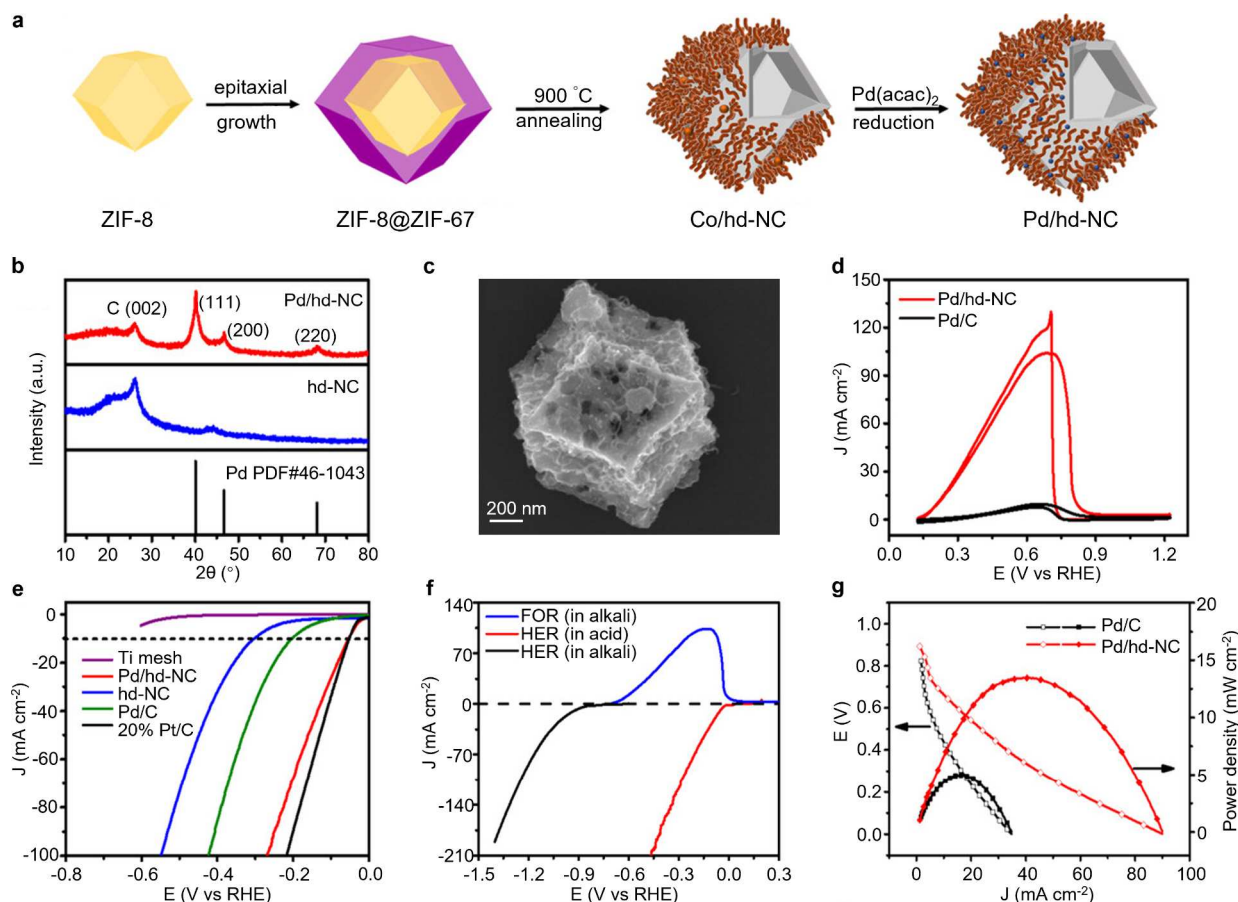 a
epitaxial
growth
900 °C
annealing
Pd(acac)2
reduction
ZIF-8
ZIF-8@ZIF-67
Co/hd-NC
Pd/hd-NC
b
Intensity (a.u.)
C (002)
(111)
(200)
(220)
Pd/hd-NC
hd-NC
Pd PDF#46-1043
10 20 30 40 50 60 70 80
2θ (°)
c
200 nm
d
J (mA cm-2)
150
120
90
60
30
0
Pd/hd-NC
Pd/C
0.0 0.3 0.6 0.9 1.2
E (V vs RHE)
e
J (mA cm-2)
0
-20
-40
-60
-80
-100
Ti mesh
Pd/hd-NC
hd-NC
Pd/C
20% Pt/C
-0.8 -0.6 -0.4 -0.2 0.0
E (V vs RHE)
f
J (mA cm-2)
140
70
0
-70
-140
-210
FOR (in alkali)
HER (in acid)
HER (in alkali)
-1.5 -1.2 -0.9 -0.6 -0.3 0.0 0.3
E (V vs RHE)
g
E (V)
1.0
0.8
0.6
0.4
0.2
0.0
Pd/C
Pd/hd-NC
20
15
10
5
0
Power density (mW cm-2)
0 20 40 60 80 100
J (mA cm-2)